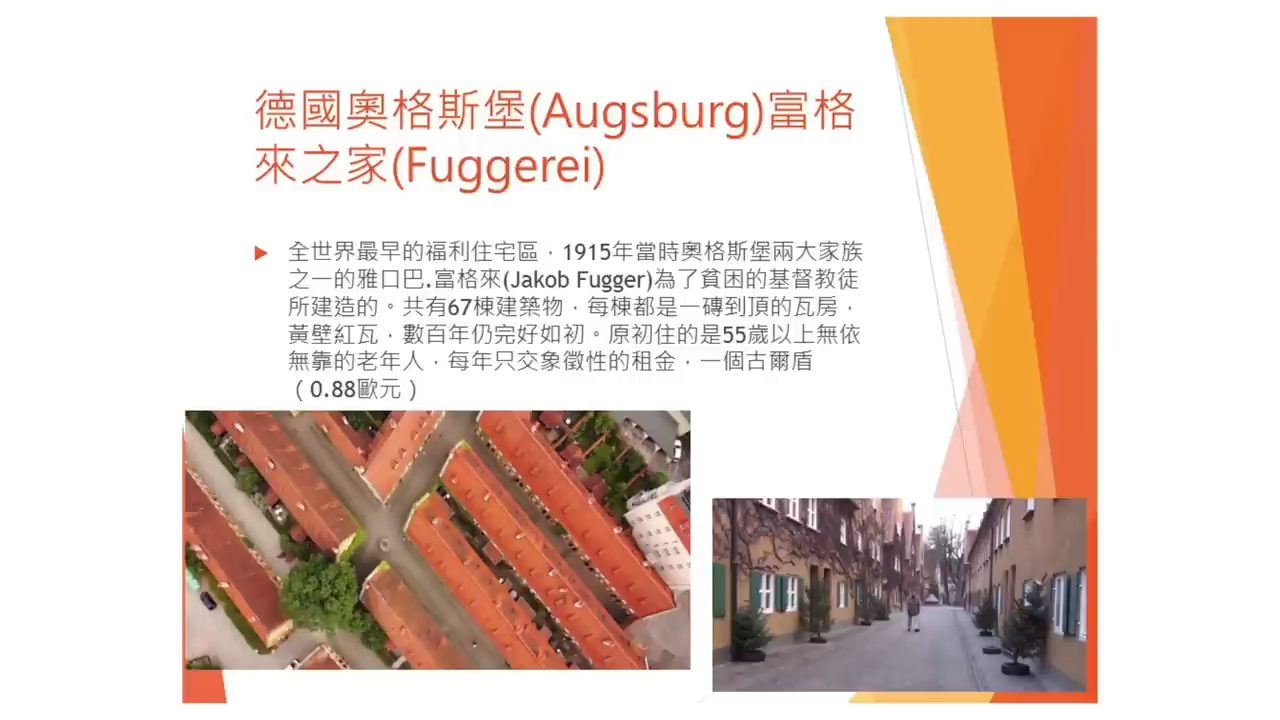 德國奧格斯堡(Augsburg)富格
來之家(Fuggerei)
全世界最早的福利住宅區，1915年當時奧格斯堡兩大家族
之一的雅口巴.富格來(Jakob Fugger)為了貧困的基督教徒
所建造的。共有67棟建築物，每棟都是一磚到頂的瓦房，
黃壁紅瓦，數百年仍完好如初。原初住的是55歲以上無依
無靠的老年人，每年只交象徵性的租金，一個古爾盾
（0.88歐元）